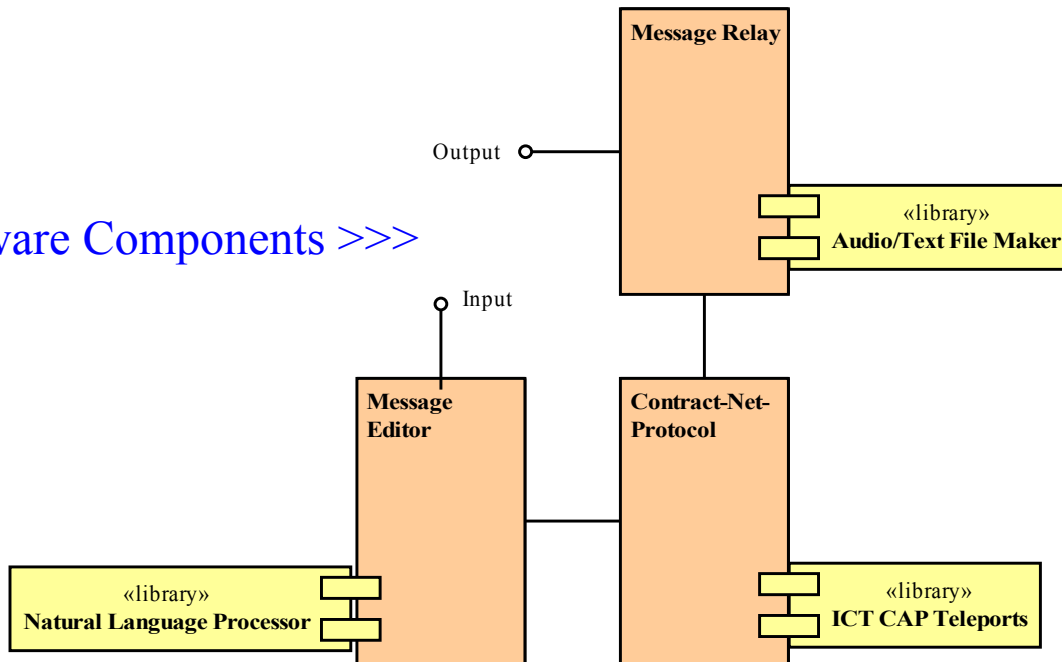 Message Relay
Output
«library»
Audio/Text File Maker
Components >>>
Input
Message
Editor
Contract-Net-
Protocol
«library»
Natural Language Processor
«library»
ICT CAP Teleports